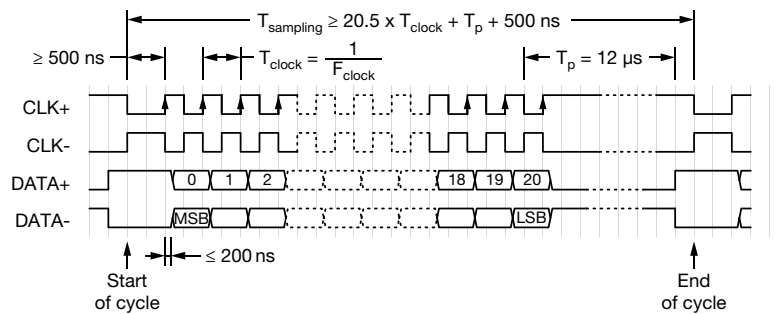 T_sampling ≥ 20.5 x T_clock + T_p + 500 ns
≥ 500 ns
T_clock = 1 / F_clock
T_p = 12 µs
CLK+
CLK-
DATA+ 0 1 2 18 19 20
DATA- MSB LSB
≤ 200 ns
Start
of cycle
End
of cycle